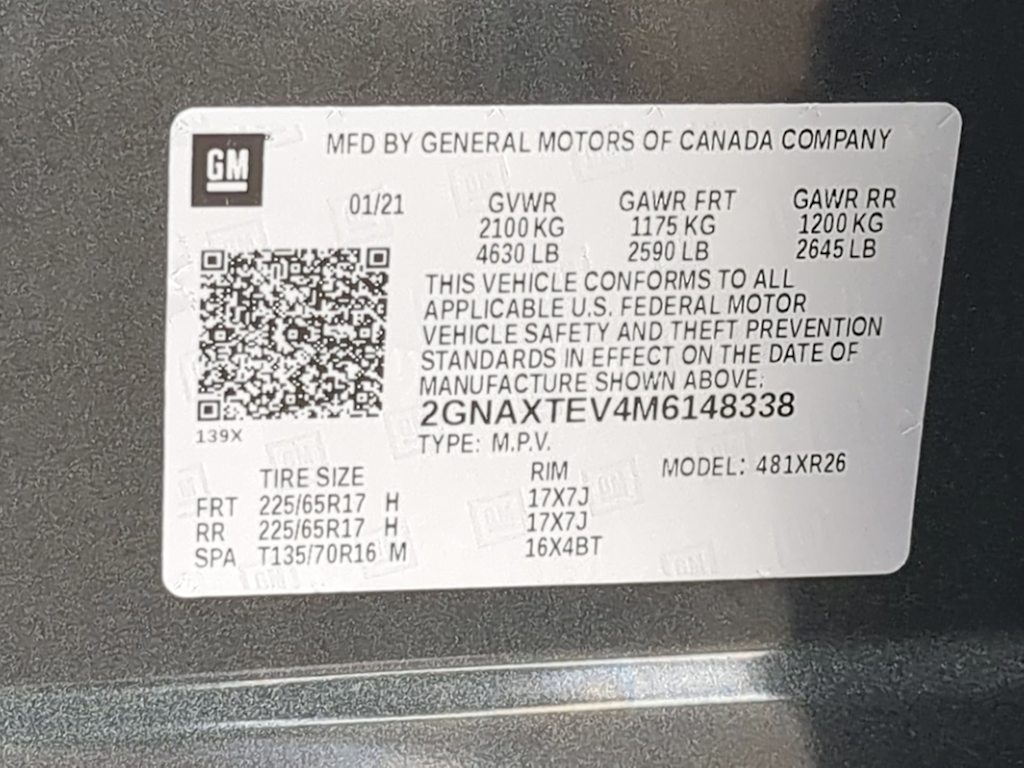 GM
MFD BY GENERAL MOTORS OF CANADA COMPANY
01/21 GVWR GAWR FRT GAWR RR
2100 KG 1175 KG 1200 KG
4630 LB 2590 LB 2645 LB
THIS VEHICLE CONFORMS TO ALL
APPLICABLE U.S. FEDERAL MOTOR
VEHICLE SAFETY AND THEFT PREVENTION
STANDARDS IN EFFECT ON THE DATE OF
MANUFACTURE SHOWN ABOVE:
2GNAXTEV4M6148338
139X
TYPE: M.P.V.
TIRE SIZE RIM MODEL: 481XR26
FRT 225/65R17 H 17X7J
RR 225/65R17 H 17X7J
SPA T135/70R16 M 16X4BT